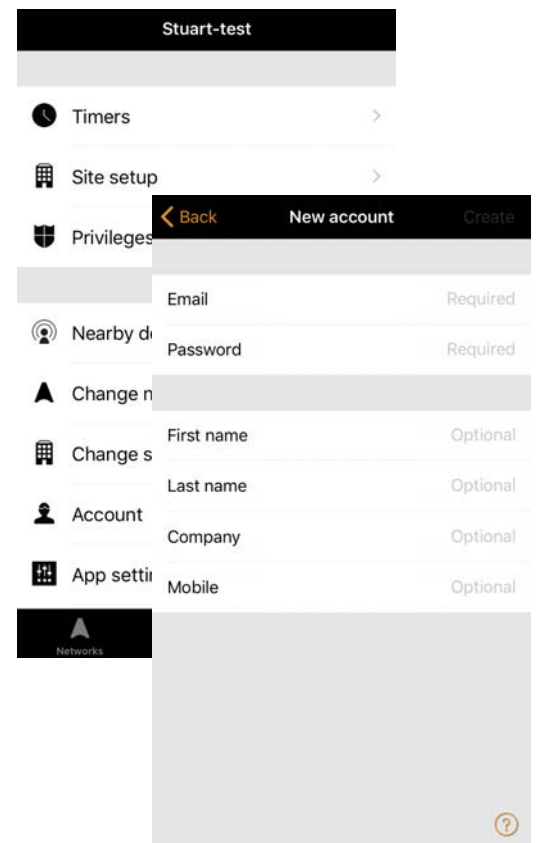 Stuart-test
Timers
Site setup
Privileges
Nearby d
Change n
Change s
Account
App setti
Networks
Back New account Create
Email Required
Password Required
First name Optional
Last name Optional
Company Optional
Mobile Optional
?